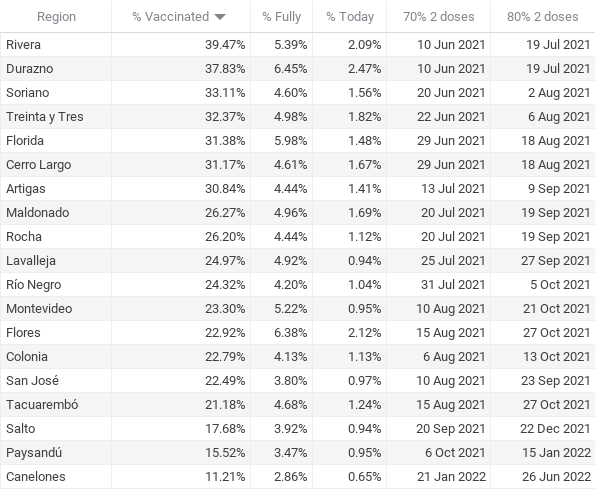 Region % Vaccinated % Fully % Today 70% 2 doses 80% 2 doses
Rivera 39.47% 5.39% 2.09% 10 Jun 2021 19 Jul 2021
Durazno 37.83% 6.45% 2.47% 10 Jun 2021 19 Jul 2021
Soriano 33.11% 4.60% 1.56% 20 Jun 2021 2 Aug 2021
Treinta y Tres 32.37% 4.98% 1.82% 22 Jun 2021 6 Aug 2021
Florida 31.38% 5.98% 1.48% 29 Jun 2021 18 Aug 2021
Cerro Largo 31.17% 4.61% 1.67% 29 Jun 2021 18 Aug 2021
Artigas 30.84% 4.44% 1.41% 13 Jul 2021 9 Sep 2021
Maldonado 26.27% 4.96% 1.69% 20 Jul 2021 19 Sep 2021
Rocha 26.20% 4.44% 1.12% 20 Jul 2021 19 Sep 2021
Lavalleja 24.97% 4.92% 0.94% 25 Jul 2021 27 Sep 2021
Río Negro 24.32% 4.20% 1.04% 31 Jul 2021 5 Oct 2021
Montevideo 23.30% 5.22% 0.95% 10 Aug 2021 21 Oct 2021
Flores 22.92% 6.38% 2.12% 15 Aug 2021 27 Oct 2021
Colonia 22.79% 4.13% 1.13% 6 Aug 2021 13 Oct 2021
San José 22.49% 3.80% 0.97% 10 Aug 2021 23 Sep 2021
Tacuarembó 21.18% 4.68% 1.24% 15 Aug 2021 27 Oct 2021
Salto 17.68% 3.92% 0.94% 20 Sep 2021 22 Dec 2021
Paysandú 15.52% 3.47% 0.95% 6 Oct 2021 15 Jan 2022
Canelones 11.21% 2.86% 0.65% 21 Jan 2022 26 Jun 2022